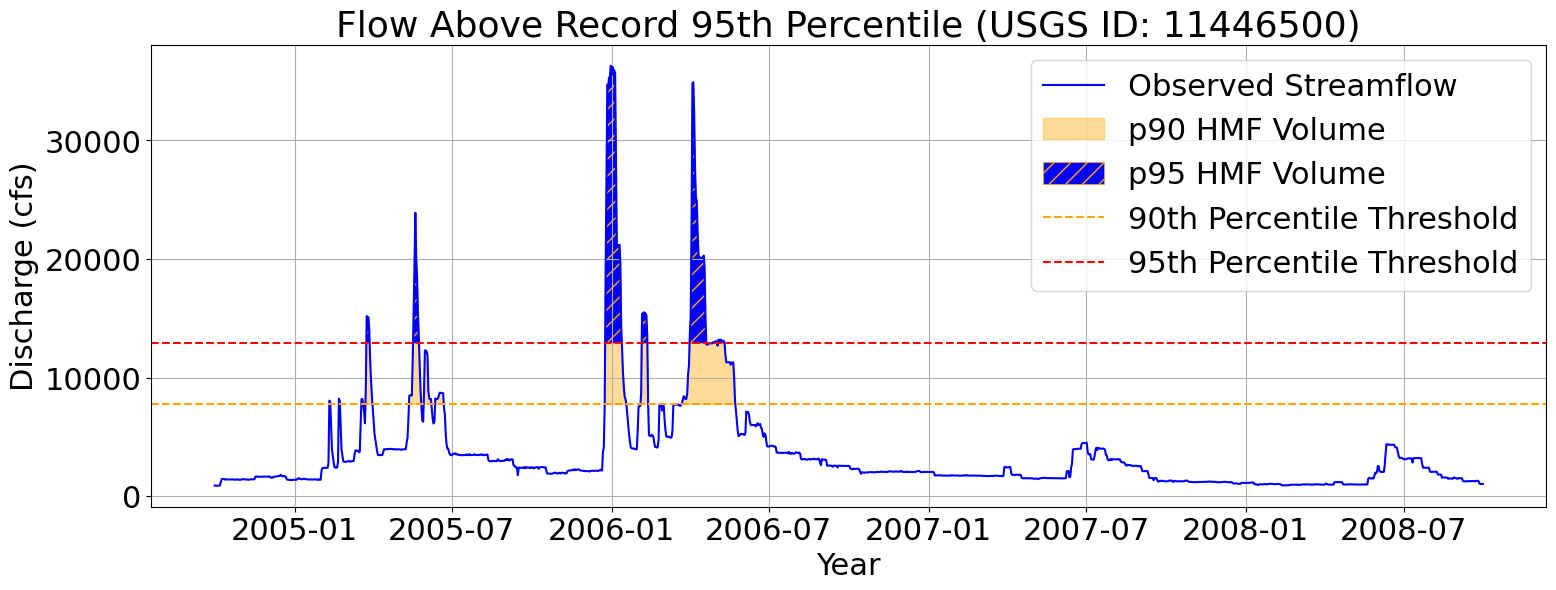 Flow Above Record 95th Percentile (USGS ID: 11446500)
Discharge (cfs)
30000
20000
10000
0
Observed Streamflow
p90 HMF Volume
p95 HMF Volume
90th Percentile Threshold
95th Percentile Threshold
2005-01 2005-07 2006-01 2006-07 2007-01 2007-07 2008-01 2008-07
Year